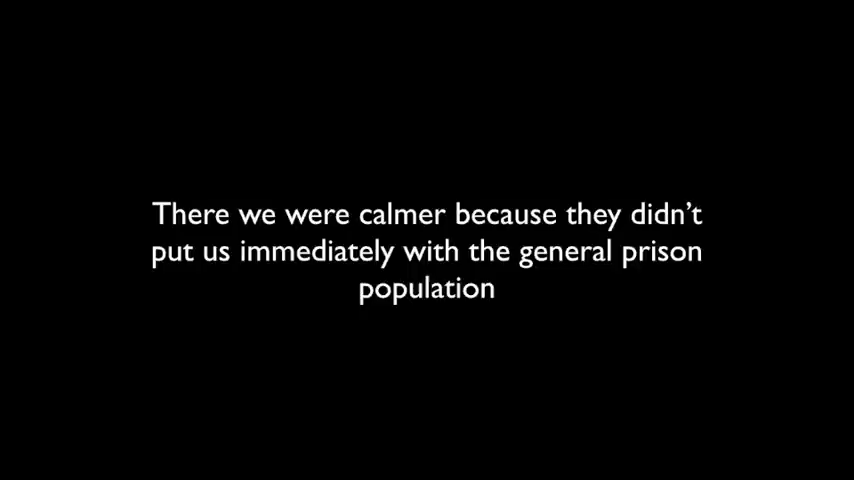 There we were calmer because they didn’t
put us immediately with the general prison
population